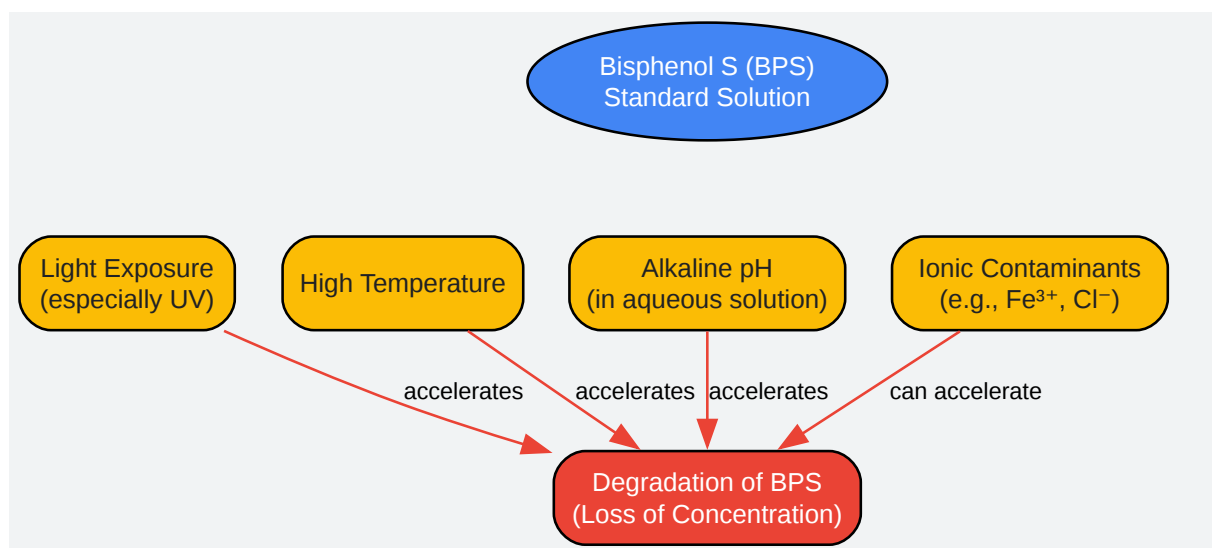 Bisphenol S (BPS)
Standard Solution
Light Exposure
(especially UV)
High Temperature
Alkaline pH
(in aqueous solution)
Ionic Contaminants
(e.g., Fe³⁺, Cl⁻)
accelerates
accelerates
accelerates
can accelerate
Degradation of BPS
(Loss of Concentration)